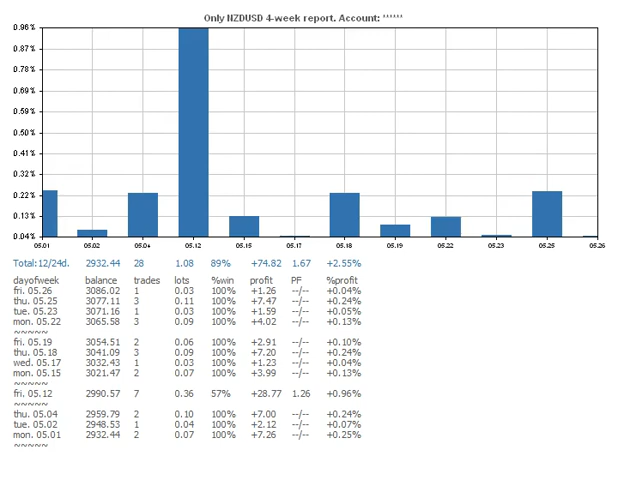 Only NZDUSD 4-week report. Account: ******
0.96%
0.87%
0.78%
0.69%
0.59%
0.50%
0.41%
0.32%
0.22%
0.13%
0.04%
05.01 05.02 05.04 05.12 05.15 05.17 05.18 05.19 05.22 05.23 05.25 05.26
Total:12/24d. 2932.44 28 1.08 89% +74.82 1.67 +2.55%
dayofweek balance trades lots %win profit PF %profit
fri. 05.26 3086.02 1 0.03 100% +1.26 --/-- +0.04%
thu. 05.25 3077.11 3 0.11 100% +7.47 --/-- +0.24%
tue. 05.23 3071.16 1 0.03 100% +1.59 --/-- +0.05%
mon. 05.22 3065.58 3 0.09 100% +4.02 --/-- +0.13%
~~~~~
fri. 05.19 3054.51 2 0.06 100% +2.91 --/-- +0.10%
thu. 05.18 3041.09 3 0.09 100% +7.20 --/-- +0.24%
wed. 05.17 3032.43 1 0.03 100% +1.23 --/-- +0.04%
mon. 05.15 3021.47 2 0.07 100% +3.99 --/-- +0.13%
~~~~~
fri. 05.12 2990.57 7 0.36 57% +28.77 1.26 +0.96%
~~~~~
thu. 05.04 2959.79 2 0.10 100% +7.00 --/-- +0.24%
tue. 05.02 2948.53 1 0.04 100% +2.12 --/-- +0.07%
mon. 05.01 2932.44 2 0.07 100% +7.26 --/-- +0.25%
~~~~~